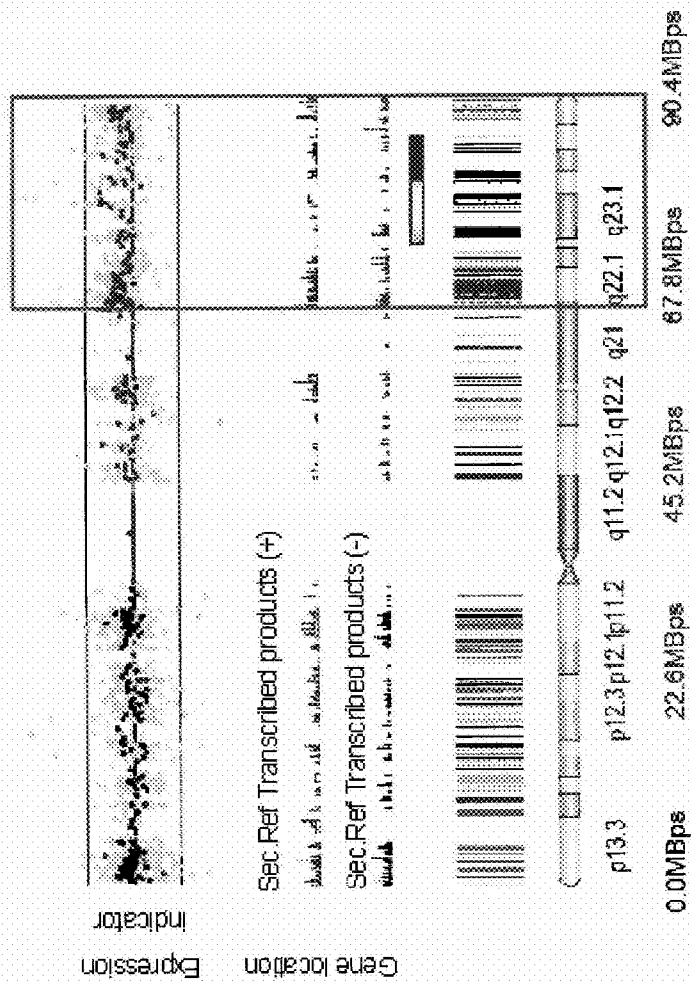 Expression
indicator
Gene location
Sec.Ref Transcribed products (+)
Sec.Ref Transcribed products (-)
p13.3 p12.3 p12.1 p11.2 q11.2 q12.1 q12.2 q21 q22.1 q23.1
0.0MBps 22.6MBps 45.2MBps 67.8MBps 90.4MBps